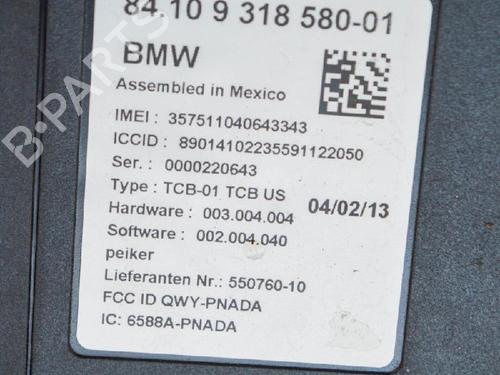 84.10 9 318 580-01
BMW
Assembled in Mexico
IMEI : 357511040643343
ICCID : 89014102235591122050
Ser. : 0000220643
Type : TCB-01 TCB US 04/02/13
Hardware : 003.004.004
Software : 002.004.040
peiker
Lieferanten Nr.: 550760-10
FCC ID QWY-PNADA
IC: 6588A-PNADA
B-PARTS